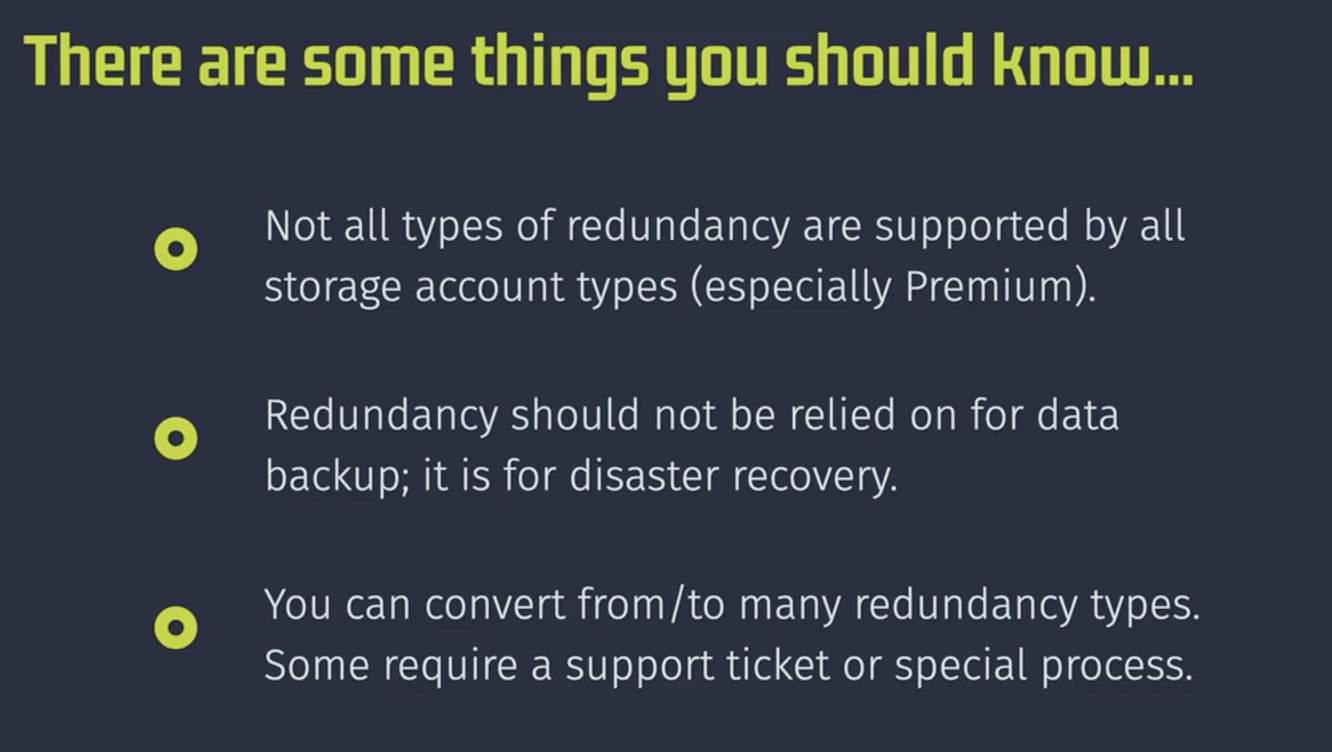 There are some things you should know...
Not all types of redundancy are supported by all
storage account types (especially Premium).
Redundancy should not be relied on for data
backup; it is for disaster recovery.
You can convert from/to many redundancy types.
Some require a support ticket or special process.